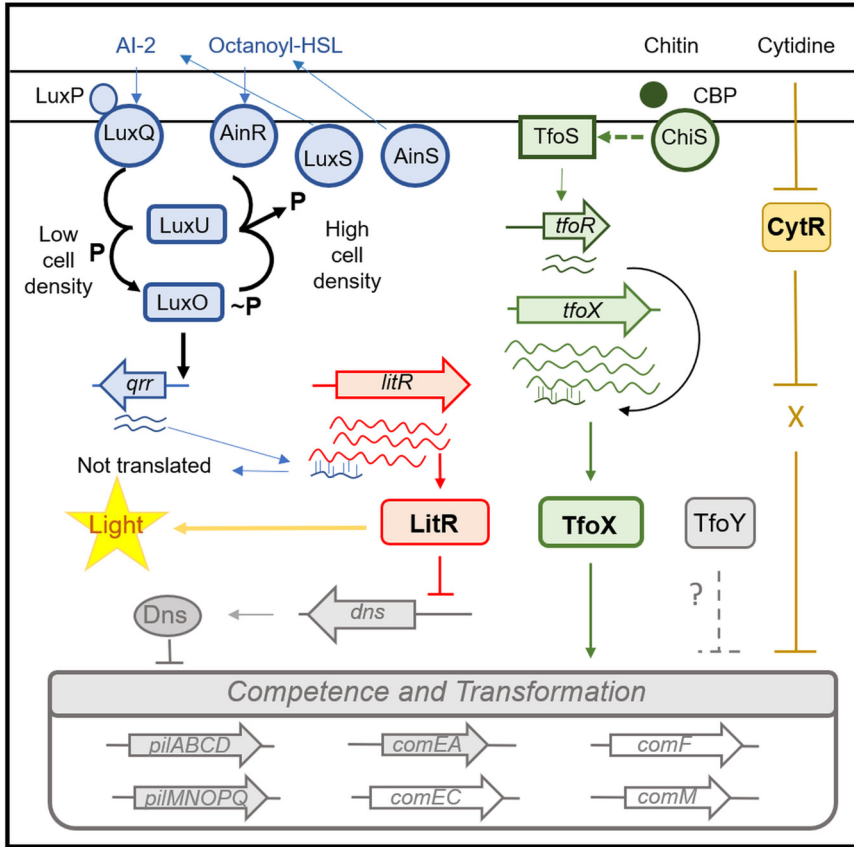 AI-2 Octanoyl-HSL Chitin Cytidine
LuxP CBP
LuxQ AinR LuxS AinS TfoS ChiS
P
LuxU tfoR CytR
Low
cell
density
P
High
cell
density
LuxO ~P
tfoX
qrr litR
X
Not translated
Light LitR TfoX TfoY
?
Dns dns
Competence and Transformation
pilABCD comEA comF
pilMNOPQ comEC comM